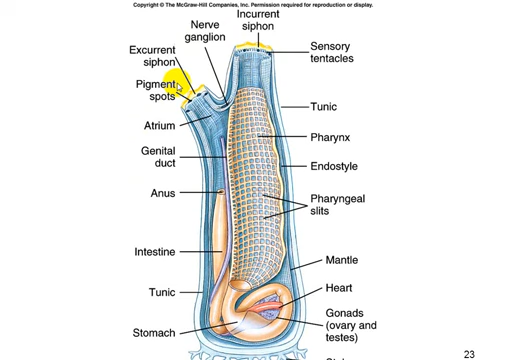 Copyright © The McGraw-Hill Companies, Inc. Permission required for reproduction or display.
Incurrent
siphon
Nerve
ganglion
Excurrent
siphon
Sensory
tentacles
Pigment
spots
Tunic
Atrium
Pharynx
Genital
duct
Endostyle
Anus
Pharyngeal
slits
Intestine
Mantle
Tunic
Heart
Gonads
(ovary and
testes)
Stomach
23